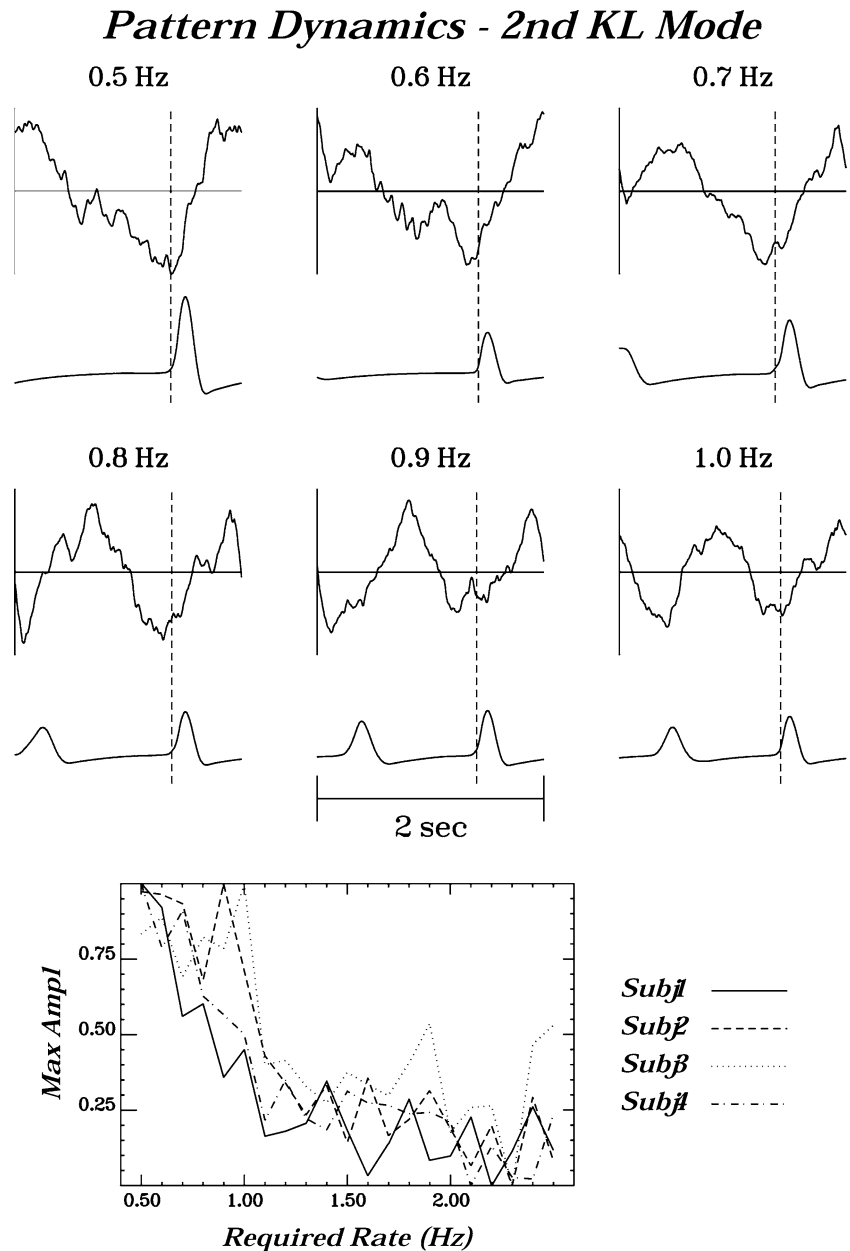 Pattern Dynamics - 2nd KL Mode
0.5 Hz 0.6 Hz 0.7 Hz
0.8 Hz 0.9 Hz 1.0 Hz
2 sec
Max Ampl
0.75
0.50
0.25
0.50 1.00 1.50 2.00
Required Rate (Hz)
Subj1
Subj2
Subj3
Subj4